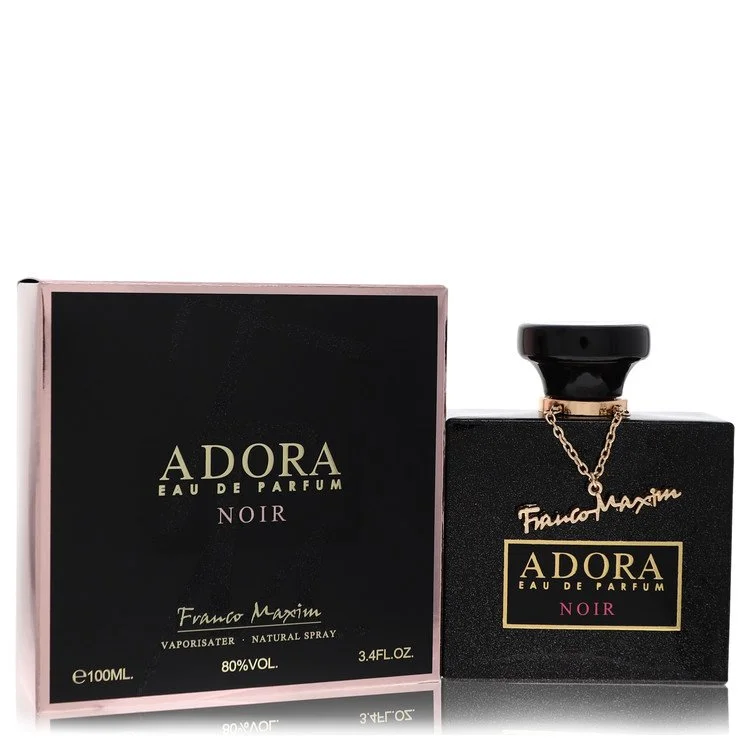 ADORA
EAU DE PARFUM
NOIR
Franco Maxim
VAPORISATER · NATURAL SPRAY
℮100ML.
80%VOL.
3.4FL.OZ.
Franco Maxim
ADORA
EAU DE PARFUM
NOIR